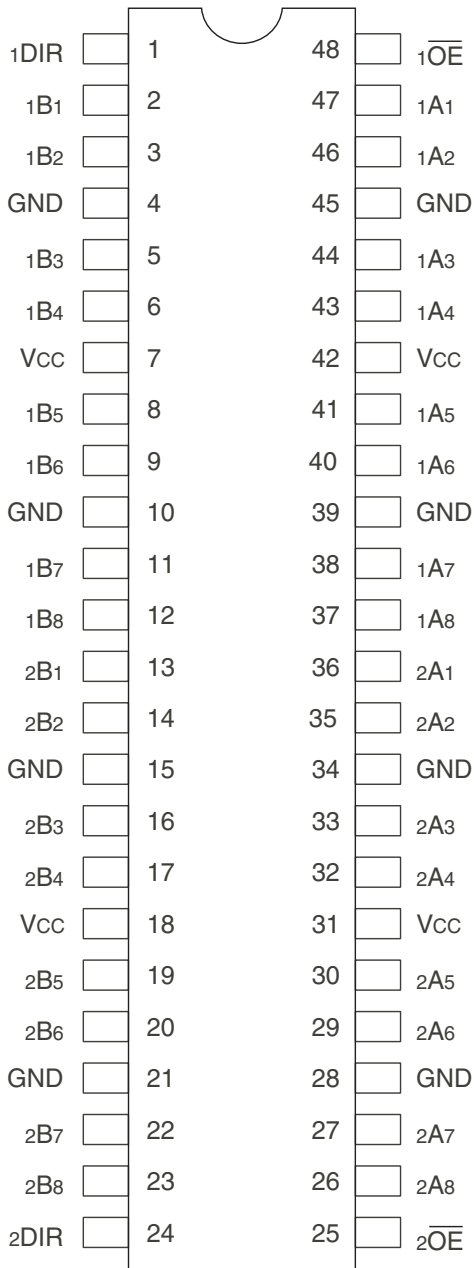 1DIR 1 48 1O̅E̅
1B1 2 47 1A1
1B2 3 46 1A2
GND 4 45 GND
1B3 5 44 1A3
1B4 6 43 1A4
VCC 7 42 VCC
1B5 8 41 1A5
1B6 9 40 1A6
GND 10 39 GND
1B7 11 38 1A7
1B8 12 37 1A8
2B1 13 36 2A1
2B2 14 35 2A2
GND 15 34 GND
2B3 16 33 2A3
2B4 17 32 2A4
VCC 18 31 VCC
2B5 19 30 2A5
2B6 20 29 2A6
GND 21 28 GND
2B7 22 27 2A7
2B8 23 26 2A8
2DIR 24 25 2O̅E̅